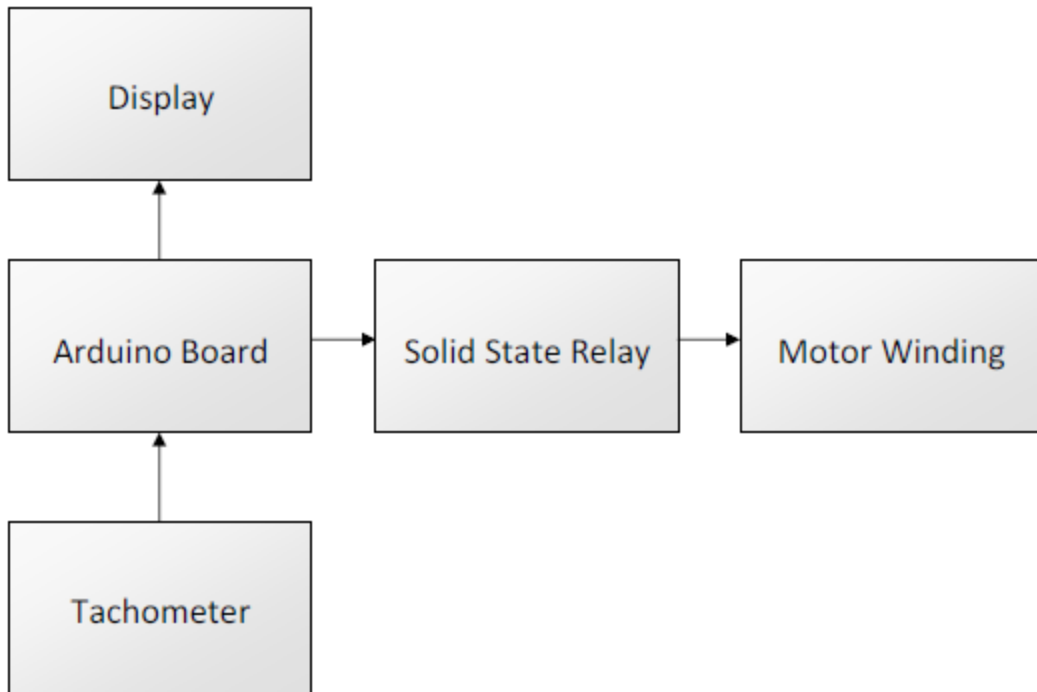 Display
Arduino Board
Solid State Relay
Motor Winding
Tachometer